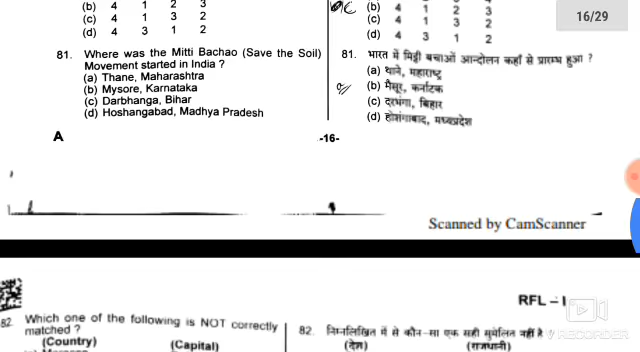 (b) 4 1 2 3
(c) 4 1 3 2
(d) 4 3 1 2
(b) 4 1 2 3
(c) 4 1 3 2
(d) 4 3 1 2
16/29
81. Where was the Mitti Bachao (Save the Soil)
Movement started in India ?
(a) Thane, Maharashtra
(b) Mysore, Karnataka
(c) Darbhanga, Bihar
(d) Hoshangabad, Madhya Pradesh
81. भारत में मिट्टी बचाओ आन्दोलन कहाँ से प्रारम्भ हुआ ?
(a) थाने, महाराष्ट्र
(b) मैसूर, कर्नाटक
(c) दरभंगा, बिहार
(d) होशंगाबाद, मध्यप्रदेश
A
-16-
Scanned by CamScanner
RFL – I
82. Which one of the following is NOT correctly
matched ?
(Country) (Capital)
82. निम्नलिखित में से कौन-सा एक सही सुमेलित नहीं है ?
(देश) (राजधानी)
RECORDER